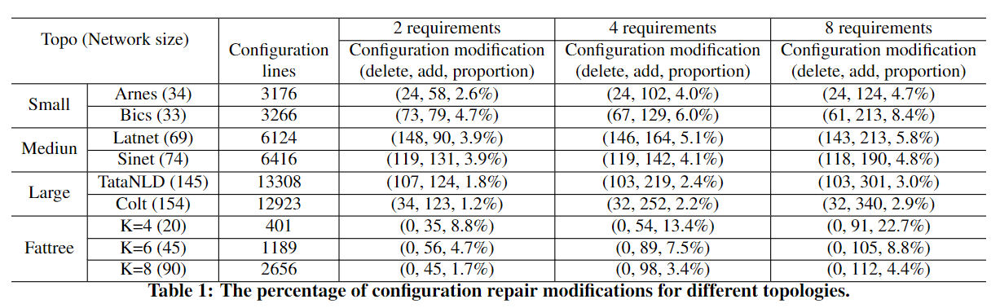 Topo (Network size) Configuration lines 2 requirements 4 requirements 8 requirements
Configuration modification (delete, add, proportion) Configuration modification (delete, add, proportion) Configuration modification (delete, add, proportion)
Small Arnes (34) 3176 (24, 58, 2.6%) (24, 102, 4.0%) (24, 124, 4.7%)
Bics (33) 3266 (73, 79, 4.7%) (67, 129, 6.0%) (61, 213, 8.4%)
Mediun Latnet (69) 6124 (148, 90, 3.9%) (146, 164, 5.1%) (143, 213, 5.8%)
Sinet (74) 6416 (119, 131, 3.9%) (119, 142, 4.1%) (118, 190, 4.8%)
Large TataNLD (145) 13308 (107, 124, 1.8%) (103, 219, 2.4%) (103, 301, 3.0%)
Colt (154) 12923 (34, 123, 1.2%) (32, 252, 2.2%) (32, 340, 2.9%)
Fattree K=4 (20) 401 (0, 35, 8.8%) (0, 54, 13.4%) (0, 91, 22.7%)
K=6 (45) 1189 (0, 56, 4.7%) (0, 89, 7.5%) (0, 105, 8.8%)
K=8 (90) 2656 (0, 45, 1.7%) (0, 98, 3.4%) (0, 112, 4.4%)
Table 1: The percentage of configuration repair modifications for different topologies.